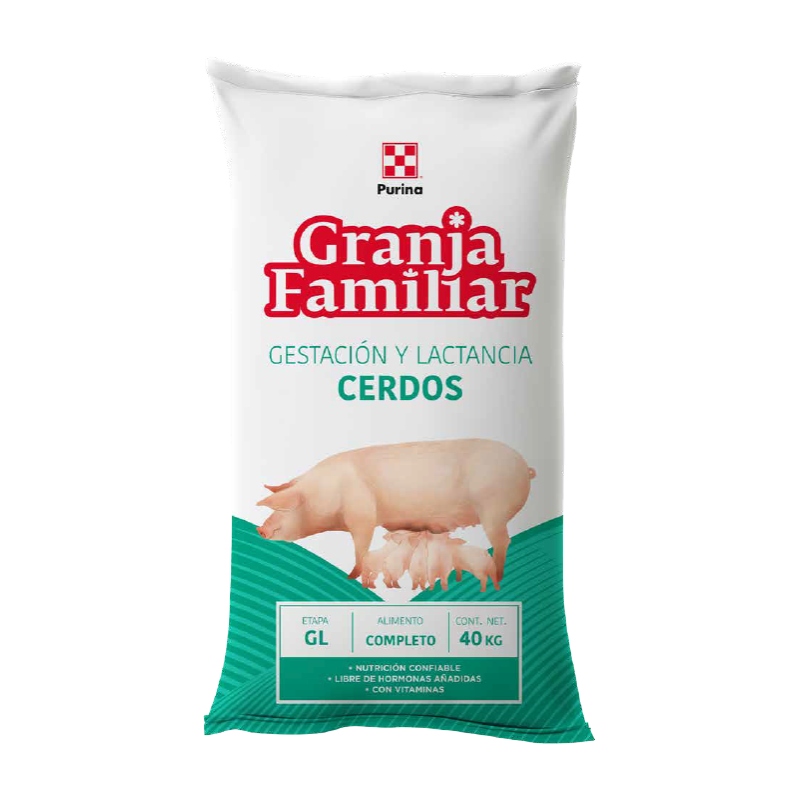 Purina
Granja
Familiar
GESTACIÓN Y LACTANCIA
CERDOS
ETAPA
GL
ALIMENTO
COMPLETO
CONT. NET.
40 KG
• NUTRICIÓN CONFIABLE
• LIBRE DE HORMONAS AÑADIDAS
• CON VITAMINAS